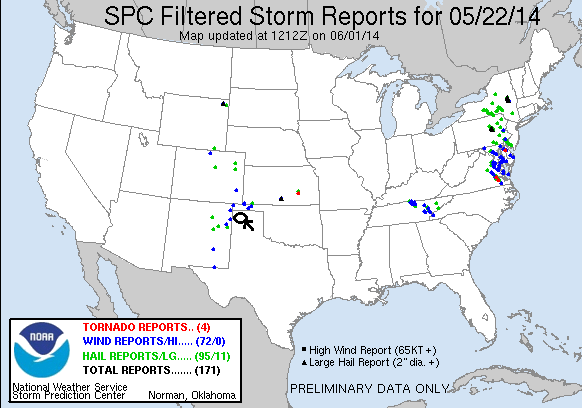 SPC Filtered Storm Reports for 05/22/14
Map updated at 1212Z on 06/01/14
NOAA
TORNADO REPORTS.. (4)
WIND REPORTS/HI..... (72/0)
HAIL REPORTS/LG..... (95/11)
TOTAL REPORTS....... (171)
National Weather Service
Storm Prediction Center Norman, Oklahoma
High Wind Report (65KT +)
Large Hail Report (2" dia. +)
PRELIMINARY DATA ONLY